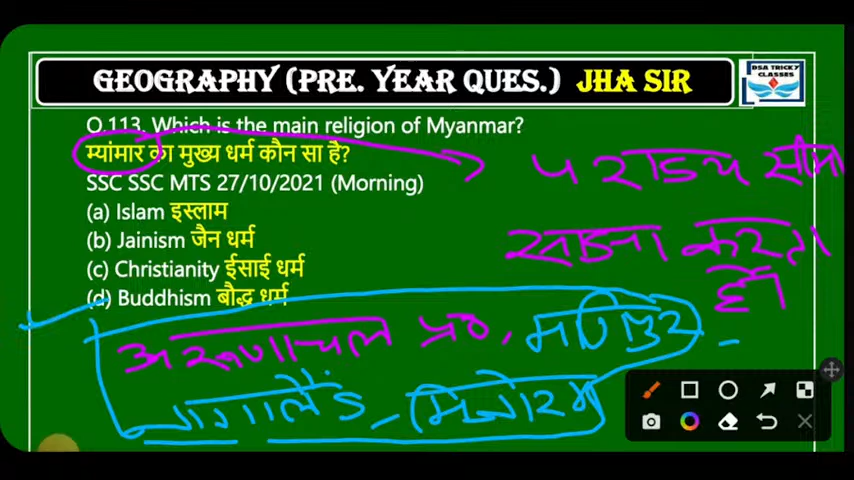 GEOGRAPHY (PRE. YEAR QUES.) JHA SIR
DSA TRICKY
CLASSES
Q.113. Which is the main religion of Myanmar?
म्यांमार का मुख्य धर्म कौन सा है?
SSC SSC MTS 27/10/2021 (Morning)
(a) Islam इस्लाम
(b) Jainism जैन धर्म
(c) Christianity ईसाई धर्म
(d) Buddhism बौद्ध धर्म
राज्य सीमा
साझा करता
है
अरुणाचल प्र०, मणिपुर
नागालैंड - मिजोरम